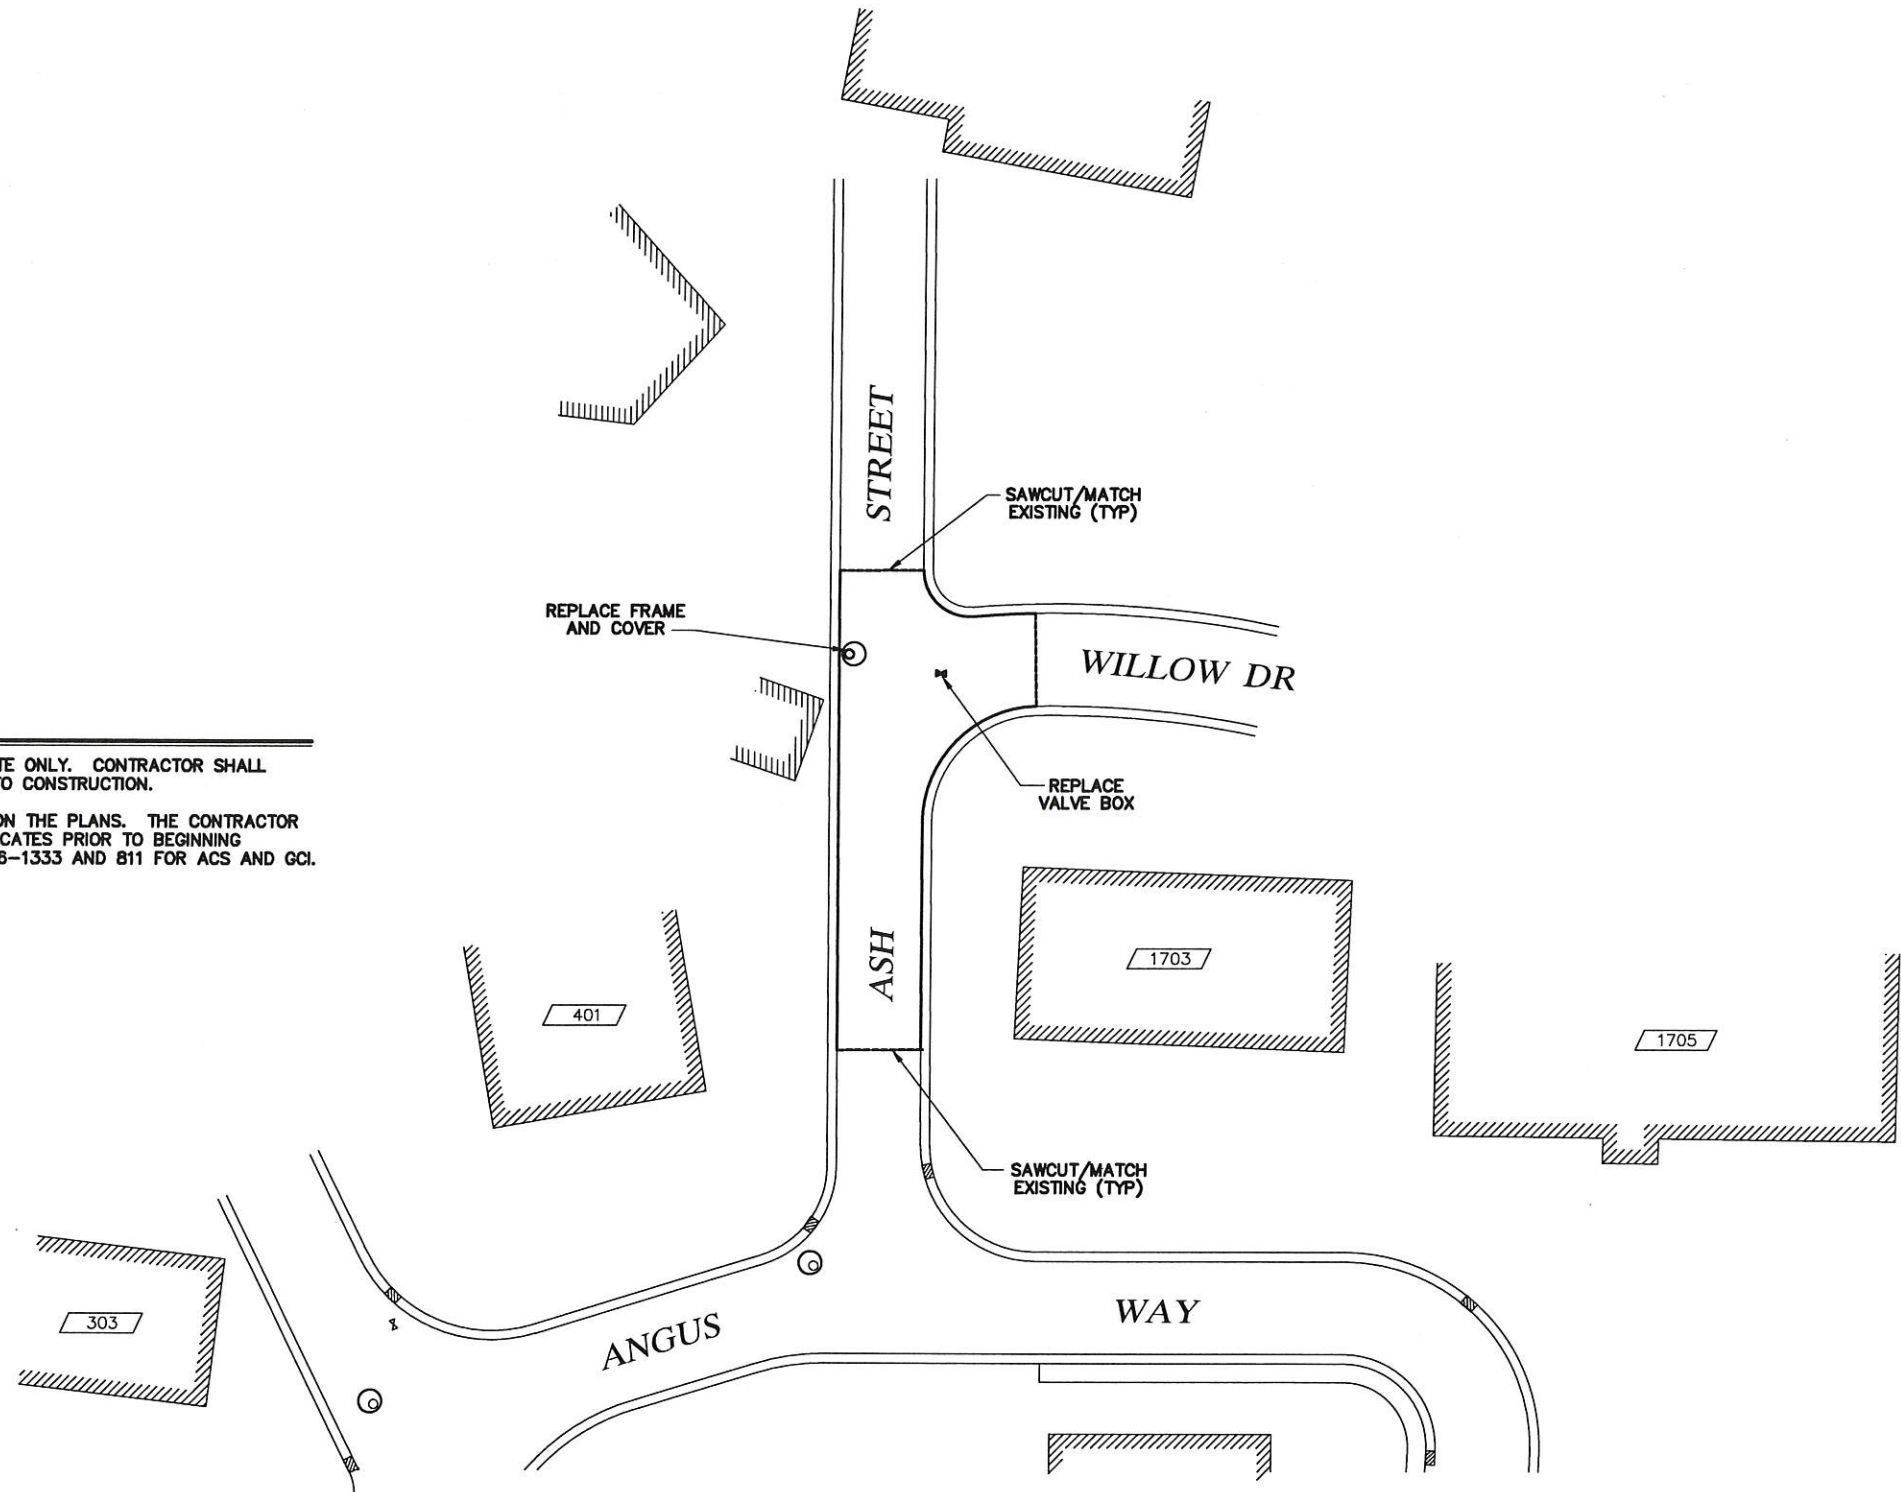 STREET
SAWCUT/MATCH
EXISTING (TYP)
REPLACE FRAME
AND COVER
WILLOW DR
REPLACE
VALVE BOX
TE ONLY. CONTRACTOR SHALL
TO CONSTRUCTION.
ON THE PLANS. THE CONTRACTOR
CATES PRIOR TO BEGINNING
6-1333 AND 811 FOR ACS AND GCI.
ASH
1703
401
1705
SAWCUT/MATCH
EXISTING (TYP)
303
ANGUS
WAY